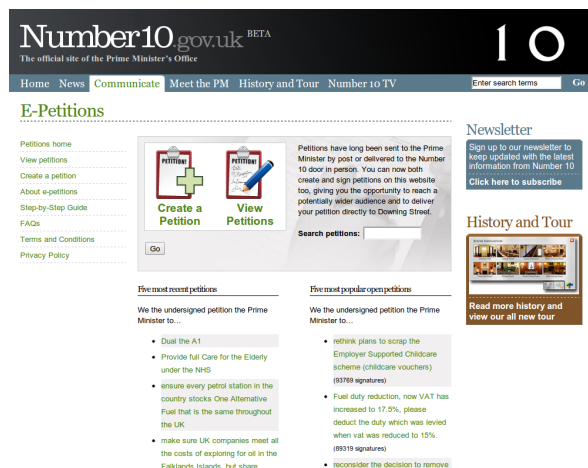 Number10.gov.uk BETA
The official site of the Prime Minister's Office
10
Home News Communicate Meet the PM History and Tour Number 10 TV
Enter search terms Go
E-Petitions
Petitions home
View petitions
Create a petition
About e-petitions
Step-by-Step Guide
FAQs
Terms and Conditions
Privacy Policy
PETITION!
PETITION!
Create a
Petition
View
Petitions
Petitions have long been sent to the Prime
Minister by post or delivered to the Number
10 door in person. You can now both
create and sign petitions on this website
too, giving you the opportunity to reach a
potentially wider audience and to deliver
your petition directly to Downing Street.
Search petitions:
Go
Five most recent petitions
We the undersigned petition the Prime
Minister to…
Dual the A1
Provide full Care for the Elderly
under the NHS
ensure every petrol station in the
country stocks One Alternative
Fuel that is the same throughout
the UK
make sure UK companies meet all
the costs of exploring for oil in the
Falklands Islands, but share
Five most popular open petitions
We the undersigned petition the Prime
Minister to…
rethink plans to scrap the
Employer Supported Childcare
scheme (childcare vouchers)
(93769 signatures)
Fuel duty reduction, now VAT has
increased to 17.5%, please
deduct the duty which was levied
when vat was reduced to 15%.
(89319 signatures)
reconsider the decision to remove
Newsletter
Sign up to our newsletter to
keep updated with the latest
information from Number 10
Click here to subscribe
History and Tour
Read more history and
view our all new tour